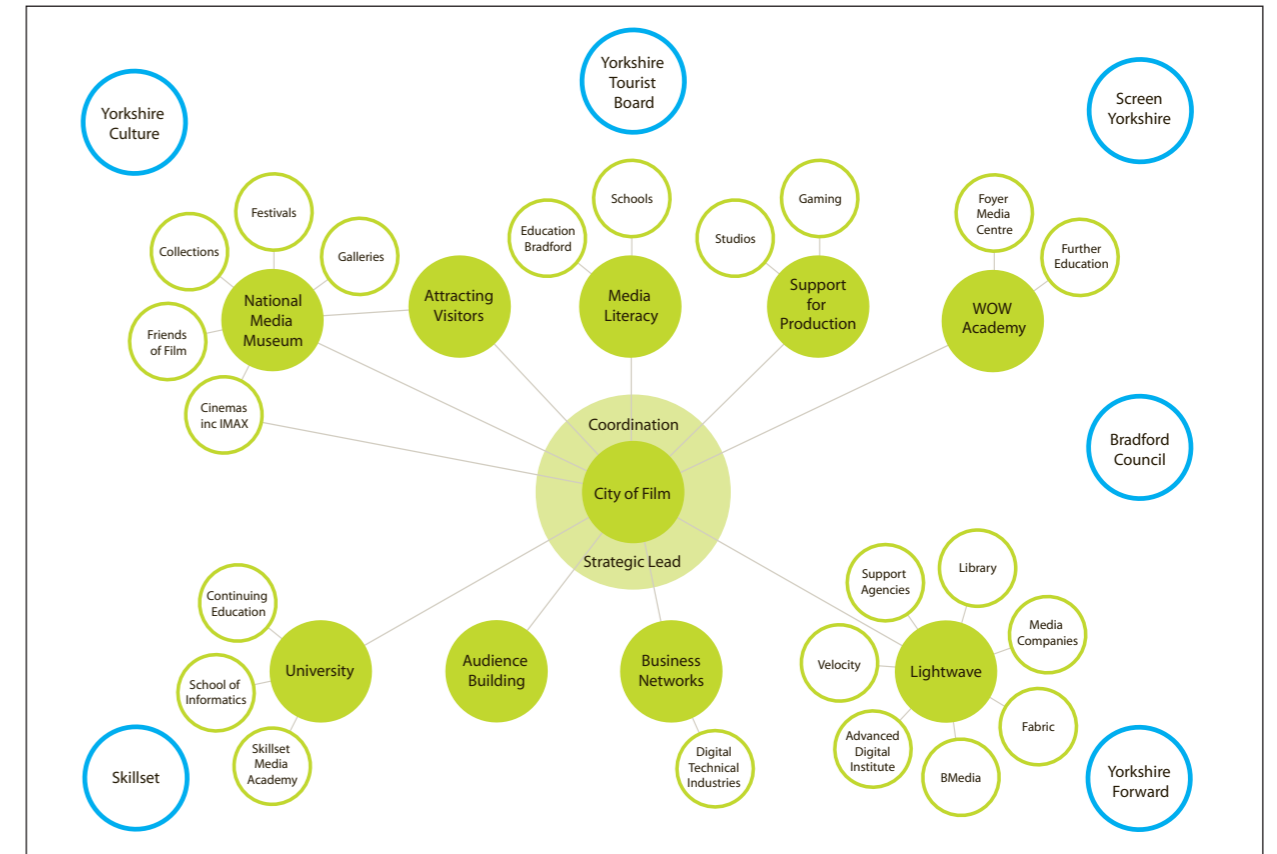 Yorkshire
Tourist
Board
Yorkshire
Culture
Screen
Yorkshire
Festivals
Collections
Galleries
Friends
of Film
Cinemas
inc IMAX
National
Media
Museum
Attracting
Visitors
Education
Bradford
Schools
Media
Literacy
Studios
Gaming
Support
for
Production
Foyer
Media
Centre
Further
Education
WOW
Academy
Coordination
City of Film
Strategic Lead
Bradford
Council
Continuing
Education
School of
Informatics
Skillset
Media
Academy
University
Audience
Building
Business
Networks
Digital
Technical
Industries
Support
Agencies
Library
Media
Companies
Velocity
Lightwave
Fabric
Advanced
Digital
Institute
BMedia
Skillset
Yorkshire
Forward